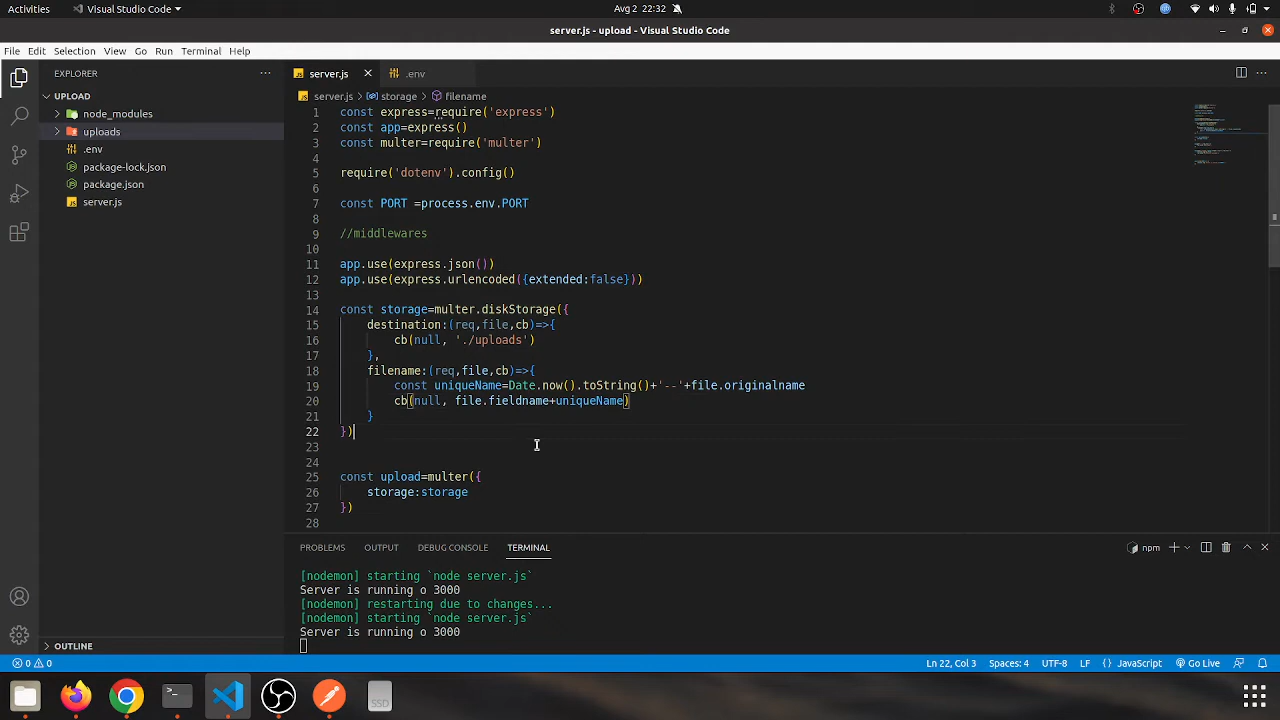 Activities
Visual Studio Code
Avg 2 22:32
server.js - upload - Visual Studio Code
File Edit Selection View Go Run Terminal Help
EXPLORER
UPLOAD
node_modules
uploads
.env
package-lock.json
package.json
server.js
OUTLINE
server.js
.env
server.js > storage > filename
1 const express=require('express')
2 const app=express()
3 const multer=require('multer')
4
5 require('dotenv').config()
6
7 const PORT =process.env.PORT
8
9 //middlewares
10
11 app.use(express.json())
12 app.use(express.urlencoded({extended:false}))
13
14 const storage=multer.diskStorage({
15 destination:(req,file,cb)=>{
16 cb(null, './uploads')
17 },
18 filename:(req,file,cb)=>{
19 const uniqueName=Date.now().toString()+'--'+file.originalname
20 cb(null, file.fieldname+uniqueName)
21 }
22 })
23
24
25 const upload=multer({
26 storage:storage
27 })
28
PROBLEMS OUTPUT DEBUG CONSOLE TERMINAL
npm
[nodemon] starting `node server.js`
Server is running o 3000
[nodemon] restarting due to changes...
[nodemon] starting `node server.js`
Server is running o 3000
0 0
Ln 22, Col 3 Spaces: 4 UTF-8 LF {} JavaScript Go Live
SSD